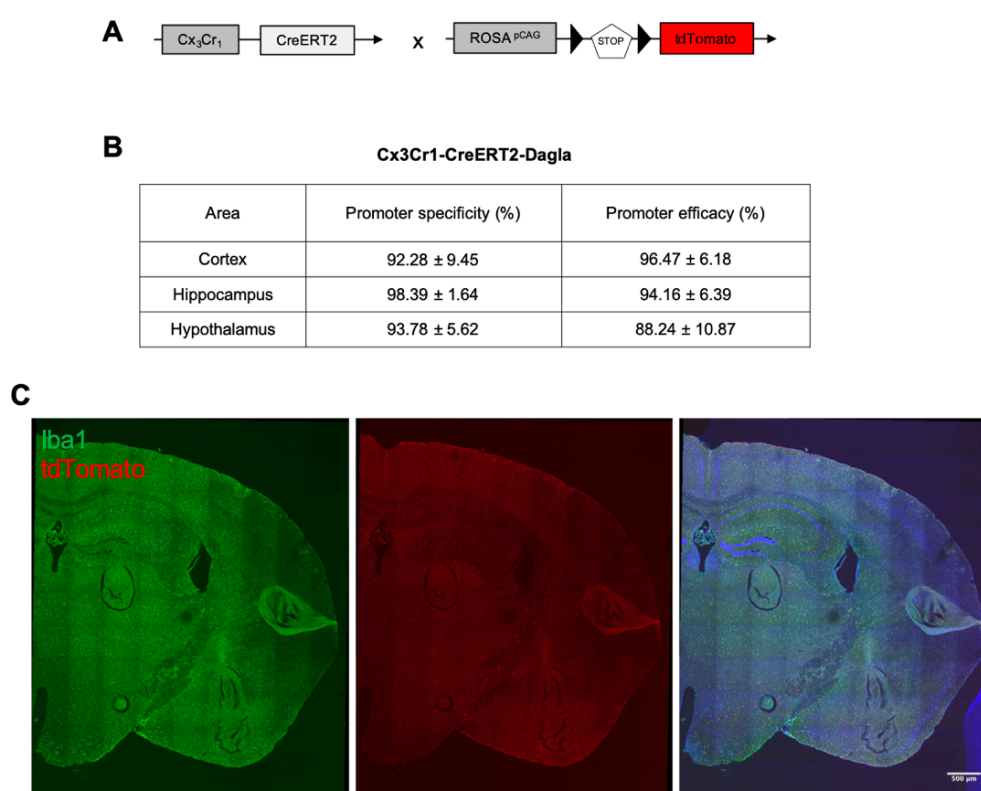 A
Cx₃Cr₁ CreERT2 x ROSA pCAG STOP tdTomato
B
Cx3Cr1-CreERT2-Dagla
Area Promoter specificity (%) Promoter efficacy (%)
Cortex 92.28 ± 9.45 96.47 ± 6.18
Hippocampus 98.39 ± 1.64 94.16 ± 6.39
Hypothalamus 93.78 ± 5.62 88.24 ± 10.87
C
Iba1
tdTomato
500 µm